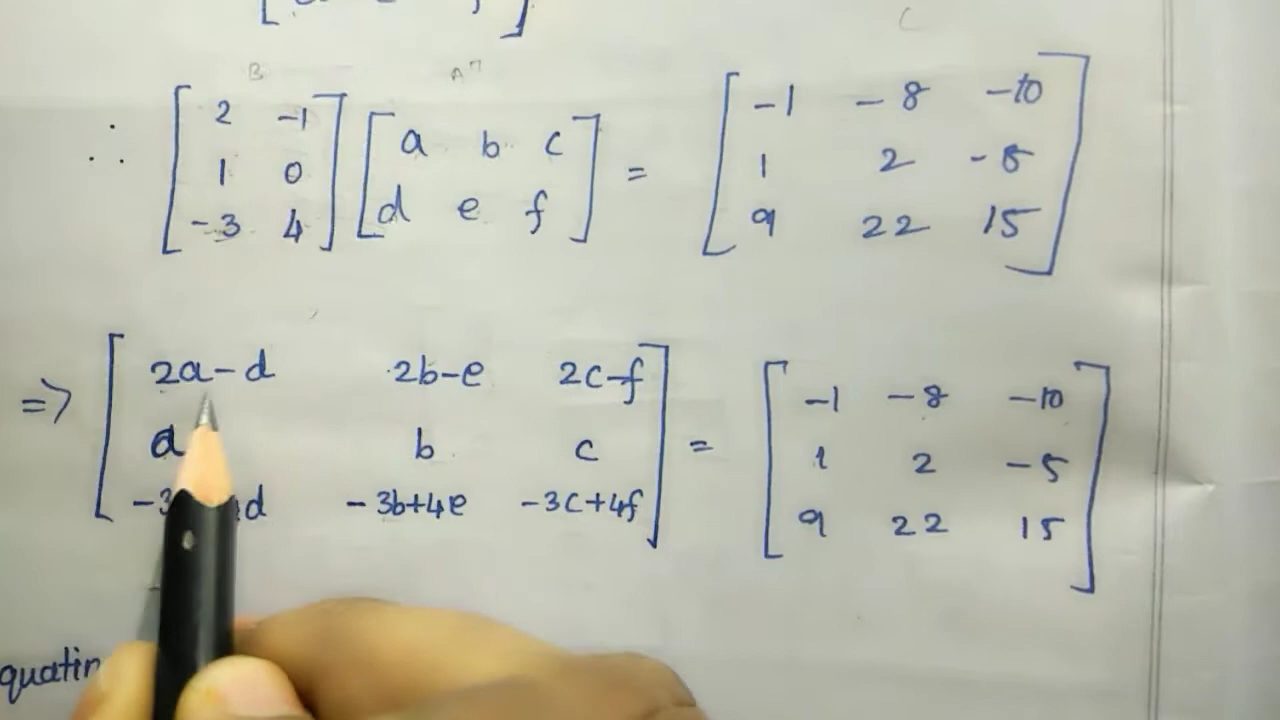 B A C
∴ [2 -1 [a b c = [-1 -8 -10
1 0 d e f] 1 2 -5
-3 4] 9 22 15]
=> [2a-d 2b-e 2c-f = [-1 -8 -10
a b c 1 2 -5
-3 d -3b+4e -3c+4f] 9 22 15]
quatin